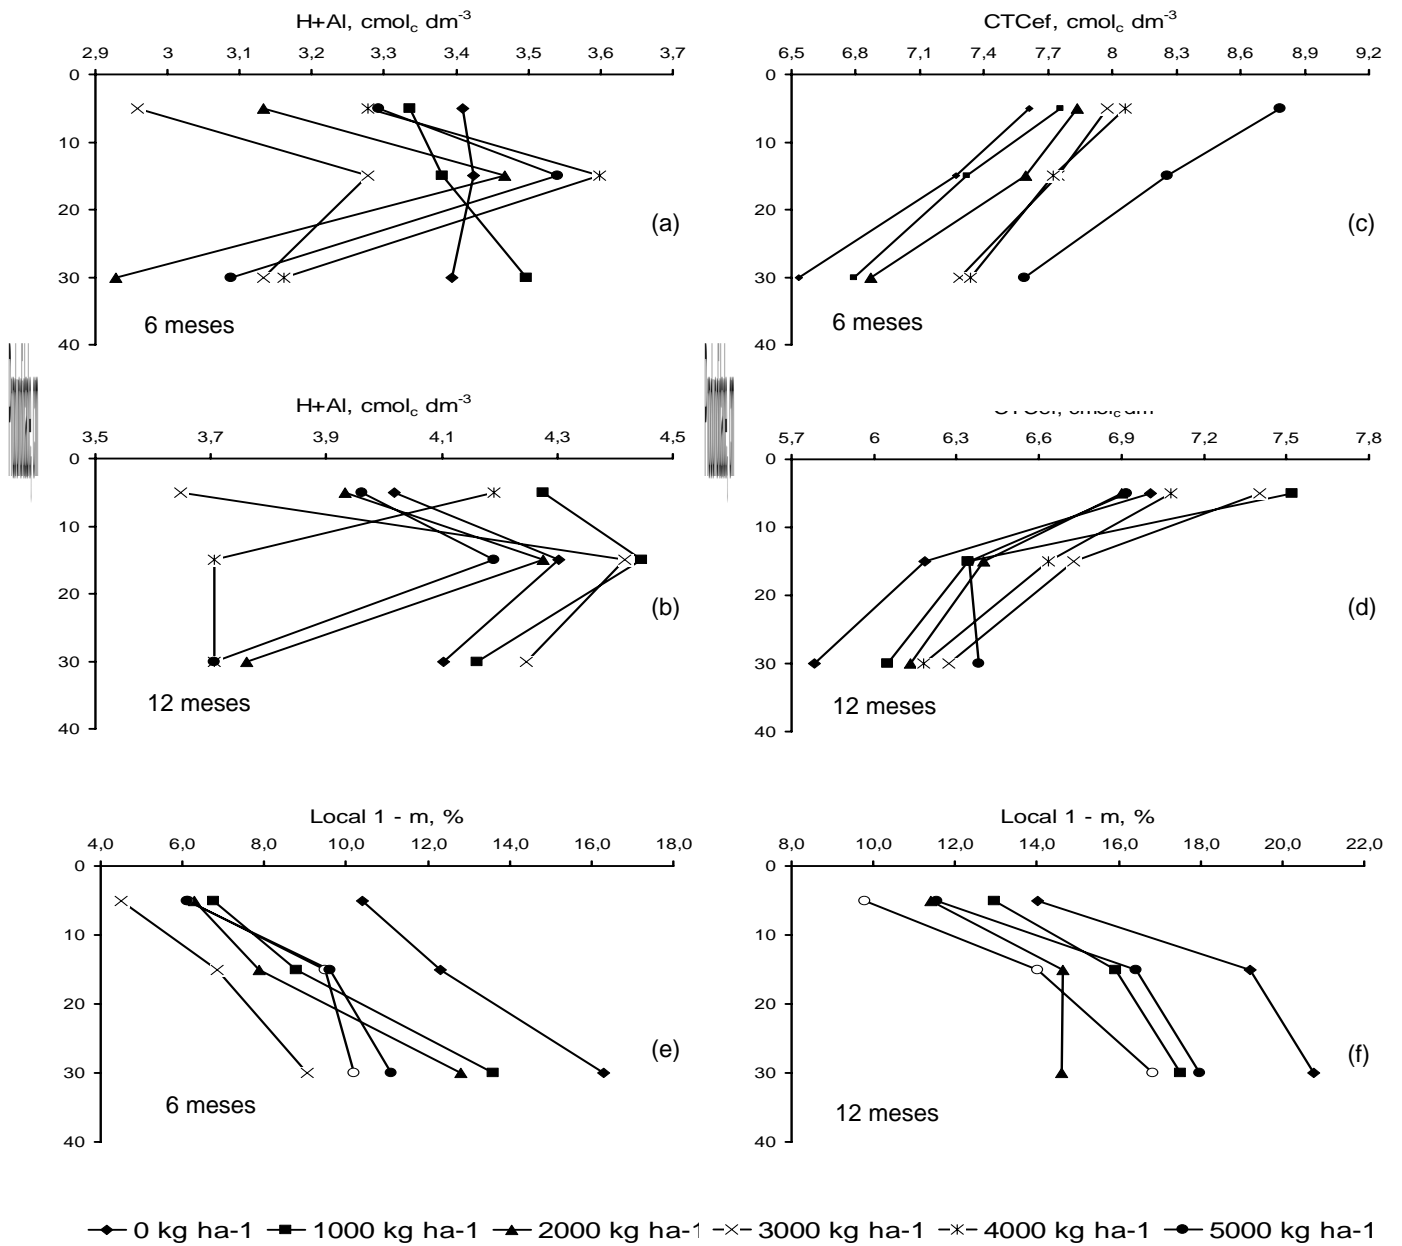 H+Al, cmolc dm-3
2,9 3 3,1 3,2 3,3 3,4 3,5 3,6 3,7
0
10
20
30
40
(a)
6 meses
CTCef, cmolc dm-3
6,5 6,8 7,1 7,4 7,7 8 8,3 8,6 8,9 9,2
0
10
20
30
40
(c)
6 meses
H+Al, cmolc dm-3
3,5 3,7 3,9 4,1 4,3 4,5
0
10
20
30
40
(b)
12 meses
5,7 6 6,3 6,6 6,9 7,2 7,5 7,8
0
10
20
30
40
(d)
12 meses
Local 1 - m, %
4,0 6,0 8,0 10,0 12,0 14,0 16,0 18,0
0
10
20
30
40
(e)
6 meses
Local 1 - m, %
8,0 10,0 12,0 14,0 16,0 18,0 20,0 22,0
0
10
20
30
40
(f)
12 meses
0 kg ha-1 1000 kg ha-1 2000 kg ha-1 3000 kg ha-1 4000 kg ha-1 5000 kg ha-1